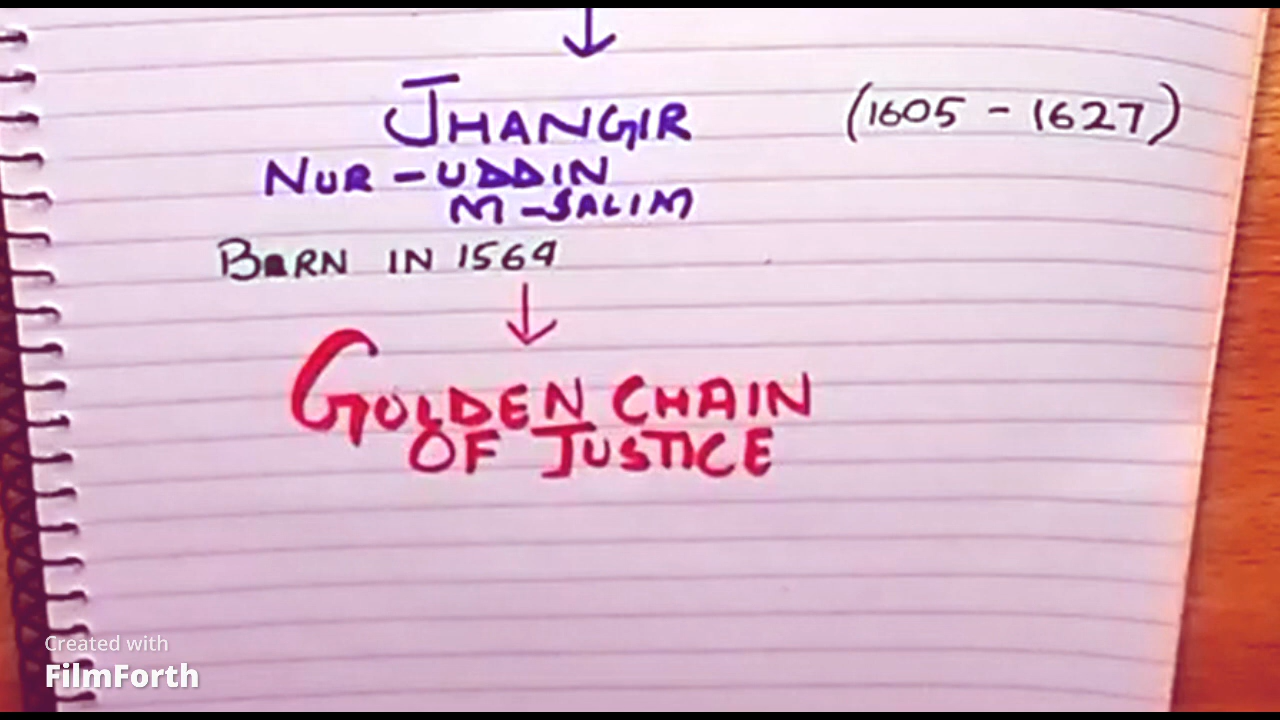 JHANGIR (1605 - 1627)
NUR-UDDIN
M-SALIM
BORN IN 1569
GOLDEN CHAIN
OF JUSTICE
Created with
FilmForth